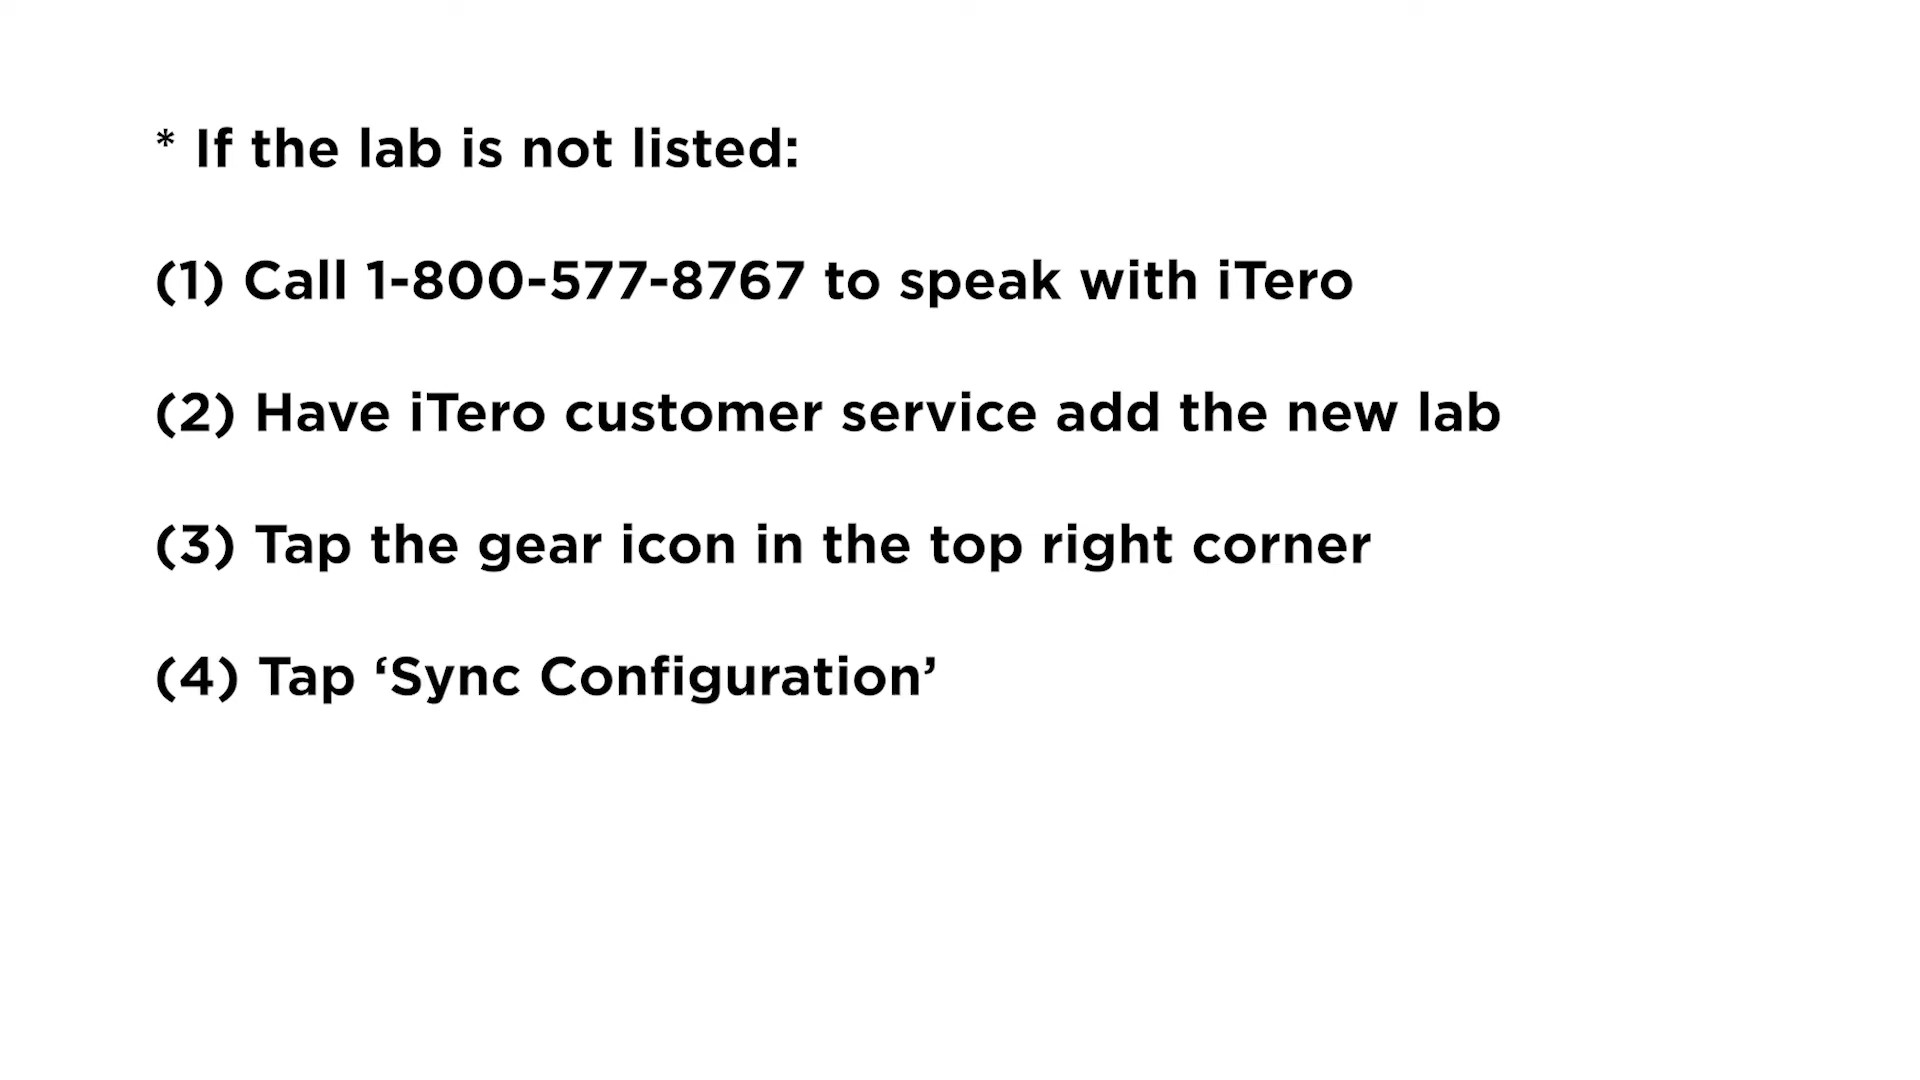 * If the lab is not listed:
(1) Call 1-800-577-8767 to speak with iTero
(2) Have iTero customer service add the new lab
(3) Tap the gear icon in the top right corner
(4) Tap ‘Sync Configuration’